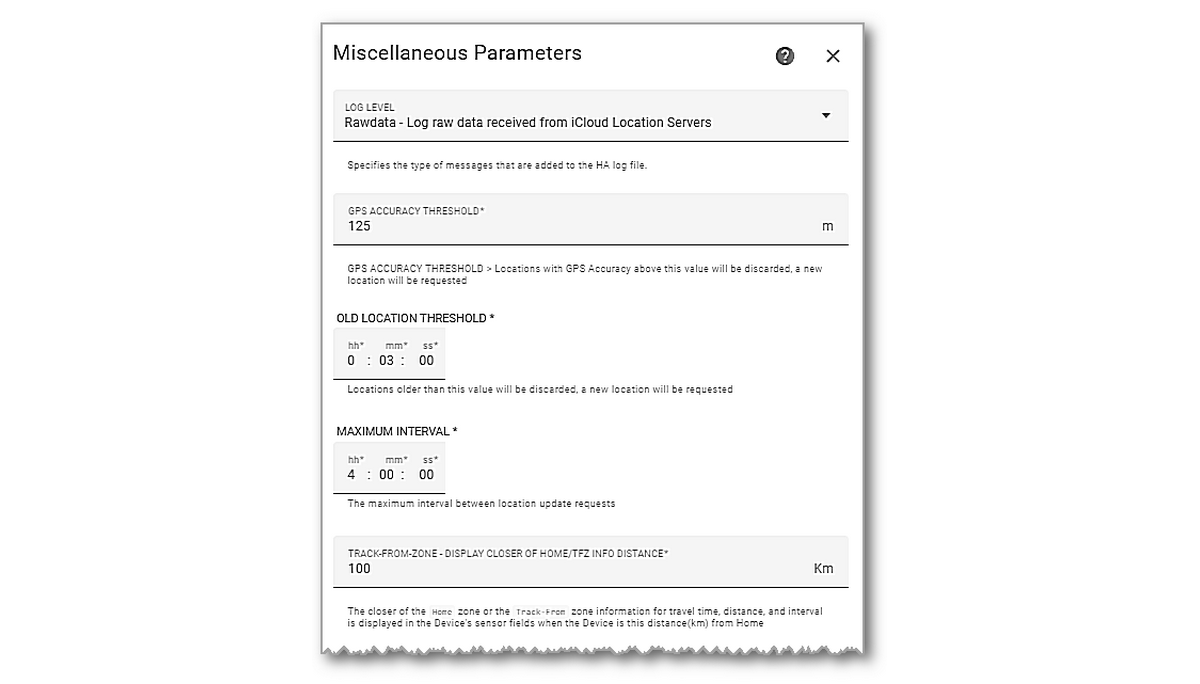 Miscellaneous Parameters
LOG LEVEL
Rawdata - Log raw data received from iCloud Location Servers
Specifies the type of messages that are added to the HA log file.
GPS ACCURACY THRESHOLD*
125 m
GPS ACCURACY THRESHOLD > Locations with GPS Accuracy above this value will be discarded, a new
location will be requested
OLD LOCATION THRESHOLD *
hh* mm* ss*
0 : 03 : 00
Locations older than this value will be discarded, a new location will be requested
MAXIMUM INTERVAL *
hh* mm* ss*
4 : 00 : 00
The maximum interval between location update requests
TRACK-FROM-ZONE - DISPLAY CLOSER OF HOME/TFZ INFO DISTANCE*
100 Km
The closer of the Home zone or the Track-From zone information for travel time, distance, and interval
is displayed in the Device's sensor fields when the Device is this distance(km) from Home